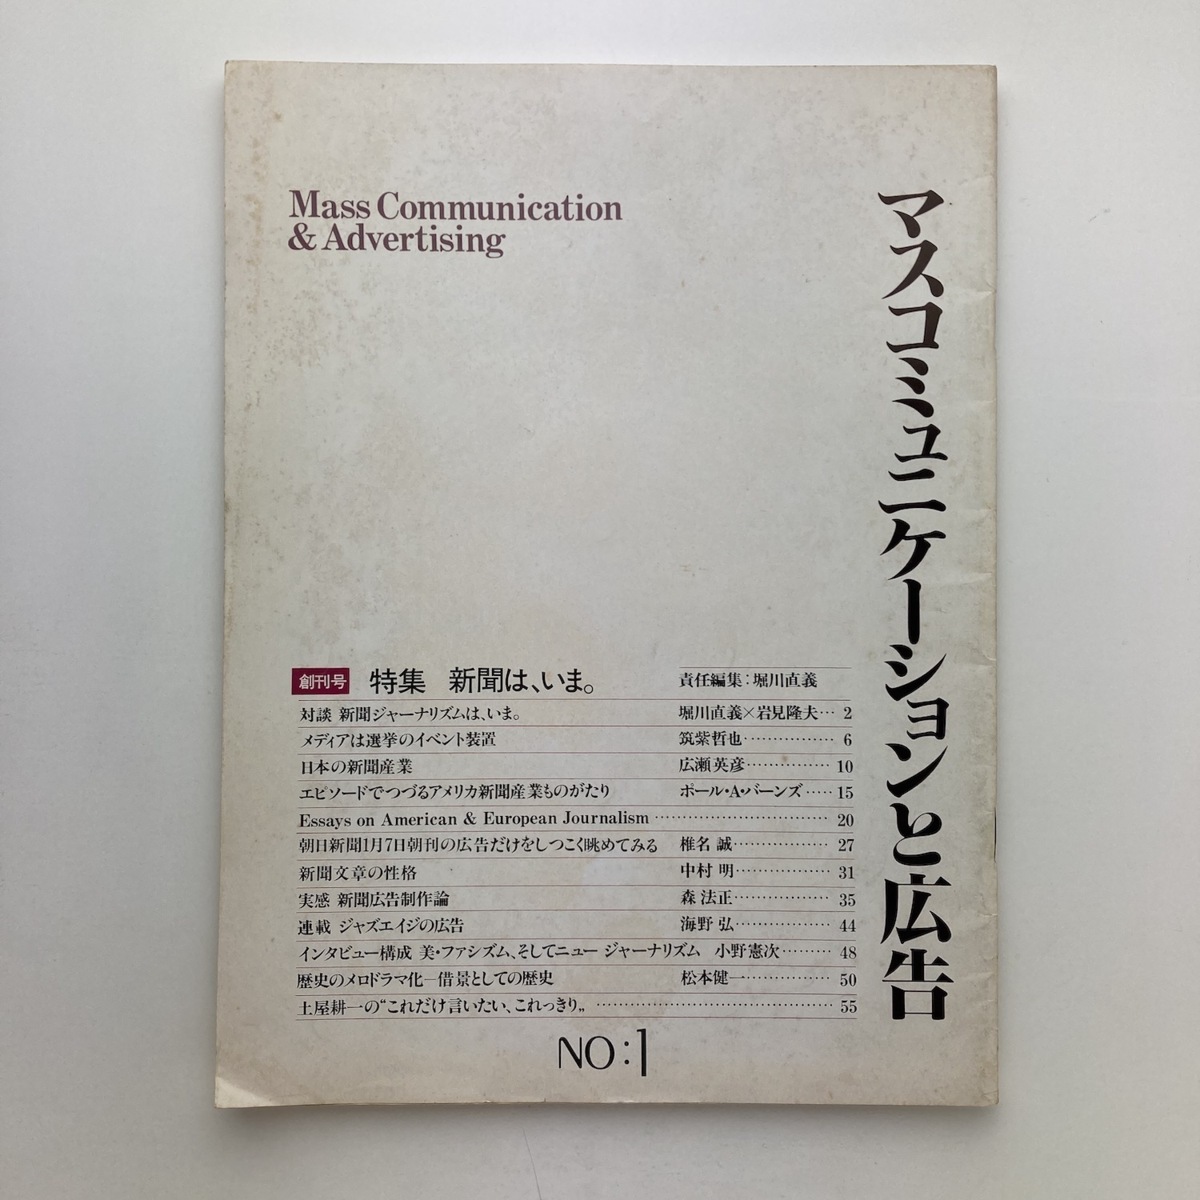 マスコミュニケーションと広告
Mass Communication
& Advertising
創刊号 特集 新聞は、いま。 責任編集:堀川直義
対談 新聞ジャーナリズムは、いま。 堀川直義×岩見隆夫… 2
メディアは選挙のイベント装置 筑紫哲也…………… 6
日本の新聞産業 広瀬英彦…………… 10
エピソードでつづるアメリカ新聞産業ものがたり ポール・A・バーンズ…… 15
Essays on American & European Journalism …………………………… 20
朝日新聞1月7日朝刊の広告だけをしつこく眺めてみる 椎名 誠……………… 27
新聞文章の性格 中村 明……………… 31
実感 新聞広告制作論 森 法正……………… 35
連載 ジャズエイジの広告 海野 弘……………… 44
インタビュー構成 美・ファシズム、そしてニュー ジャーナリズム 小野憲次……… 48
歴史のメロドラマ化―借景としての歴史 松本健一…………… 50
土屋耕一の“これだけ言いたい、これっきり„ ……………………………………… 55
NO:1